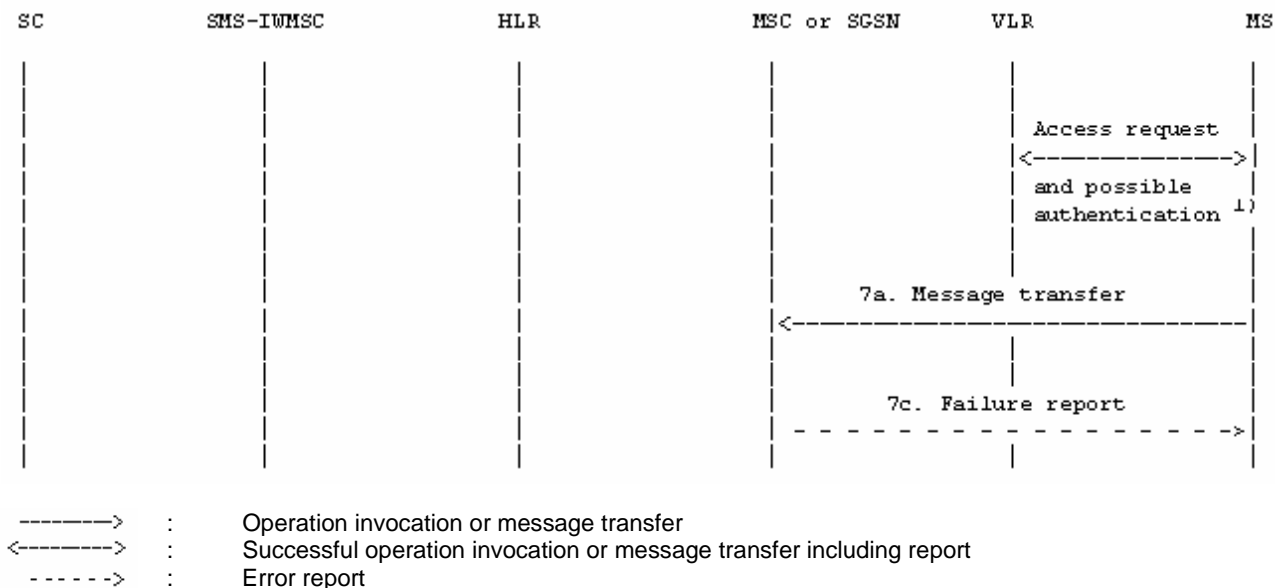 SC SMS-IWMSC HLR MSC or SGSN VLR MS
Access request
and possible
authentication 1)
7a. Message transfer
7c. Failure report
: Operation invocation or message transfer
: Successful operation invocation or message transfer including report
: Error report